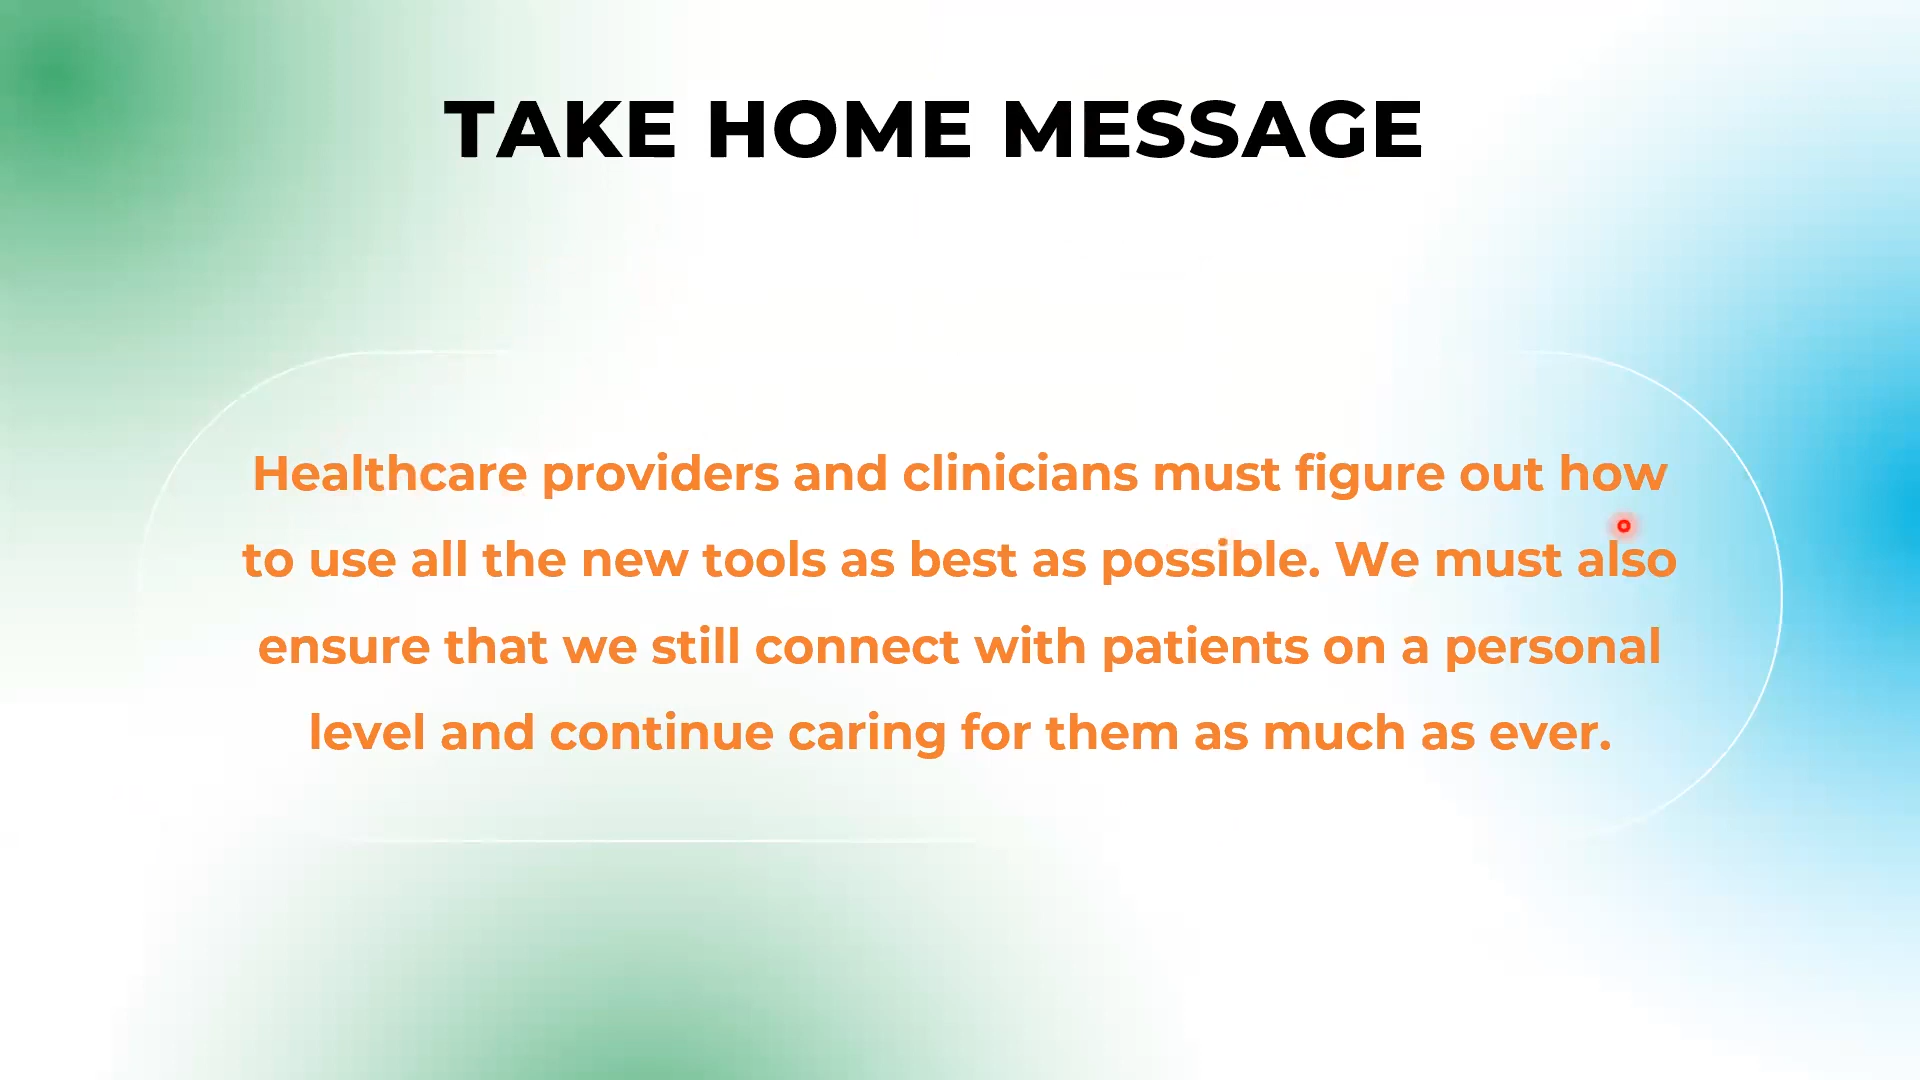 TAKE HOME MESSAGE
Healthcare providers and clinicians must figure out how
to use all the new tools as best as possible. We must also
ensure that we still connect with patients on a personal
level and continue caring for them as much as ever.